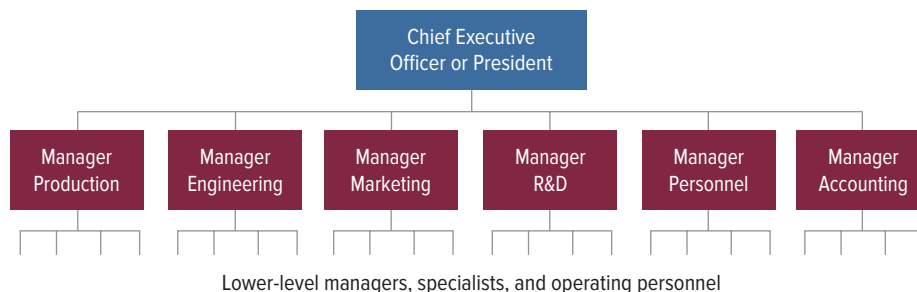 Chief Executive
Officer or President
Manager
Production
Manager
Engineering
Manager
Marketing
Manager
R&D
Manager
Personnel
Manager
Accounting
Lower-level managers, specialists, and operating personnel